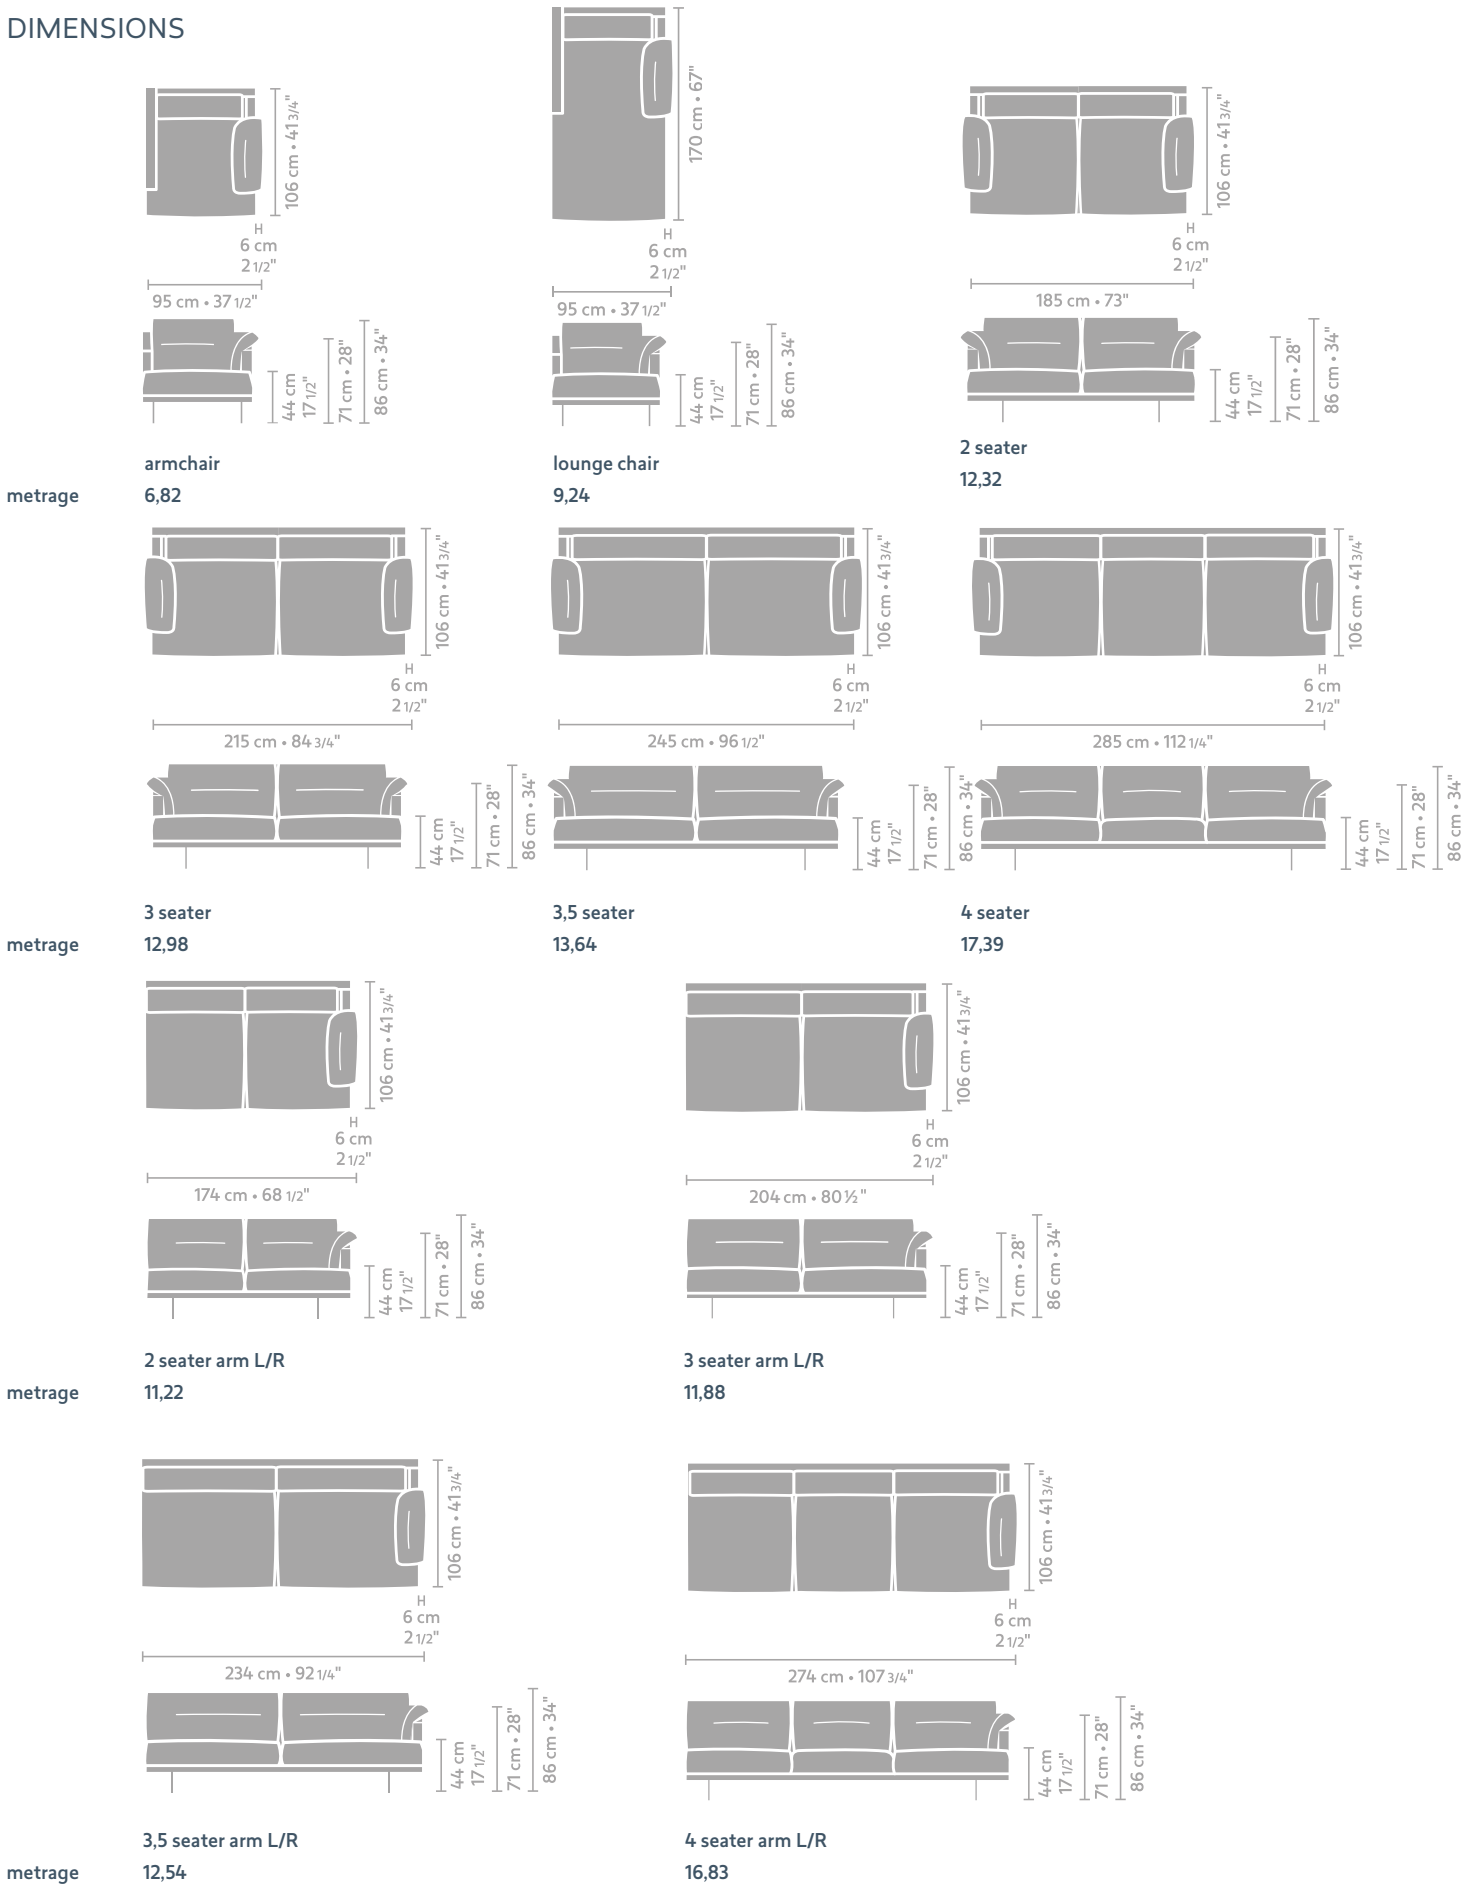 DIMENSIONS
106 cm • 41 3/4"
H
6 cm
2 1/2"
95 cm • 37 1/2"
44 cm
17 1/2"
71 cm • 28"
86 cm • 34"
armchair
metrage
6,82
170 cm • 67"
H
6 cm
2 1/2"
95 cm • 37 1/2"
44 cm
17 1/2"
71 cm • 28"
86 cm • 34"
lounge chair
9,24
106 cm • 41 3/4"
H
6 cm
2 1/2"
185 cm • 73"
44 cm
17 1/2"
71 cm • 28"
86 cm • 34"
2 seater
12,32
106 cm • 41 3/4"
H
6 cm
2 1/2"
215 cm • 84 3/4"
44 cm
17 1/2"
71 cm • 28"
86 cm • 34"
3 seater
metrage
12,98
106 cm • 41 3/4"
H
6 cm
2 1/2"
245 cm • 96 1/2"
44 cm
17 1/2"
71 cm • 28"
86 cm • 34"
3,5 seater
13,64
106 cm • 41 3/4"
H
6 cm
2 1/2"
285 cm • 112 1/4"
44 cm
17 1/2"
71 cm • 28"
86 cm • 34"
4 seater
17,39
106 cm • 41 3/4"
H
6 cm
2 1/2"
174 cm • 68 1/2"
44 cm
17 1/2"
71 cm • 28"
86 cm • 34"
2 seater arm L/R
metrage
11,22
106 cm • 41 3/4"
H
6 cm
2 1/2"
204 cm • 80 ½"
44 cm
17 1/2"
71 cm • 28"
86 cm • 34"
3 seater arm L/R
11,88
106 cm • 41 3/4"
H
6 cm
2 1/2"
234 cm • 92 1/4"
44 cm
17 1/2"
71 cm • 28"
86 cm • 34"
3,5 seater arm L/R
metrage
12,54
106 cm • 41 3/4"
H
6 cm
2 1/2"
274 cm • 107 3/4"
44 cm
17 1/2"
71 cm • 28"
86 cm • 34"
4 seater arm L/R
16,83